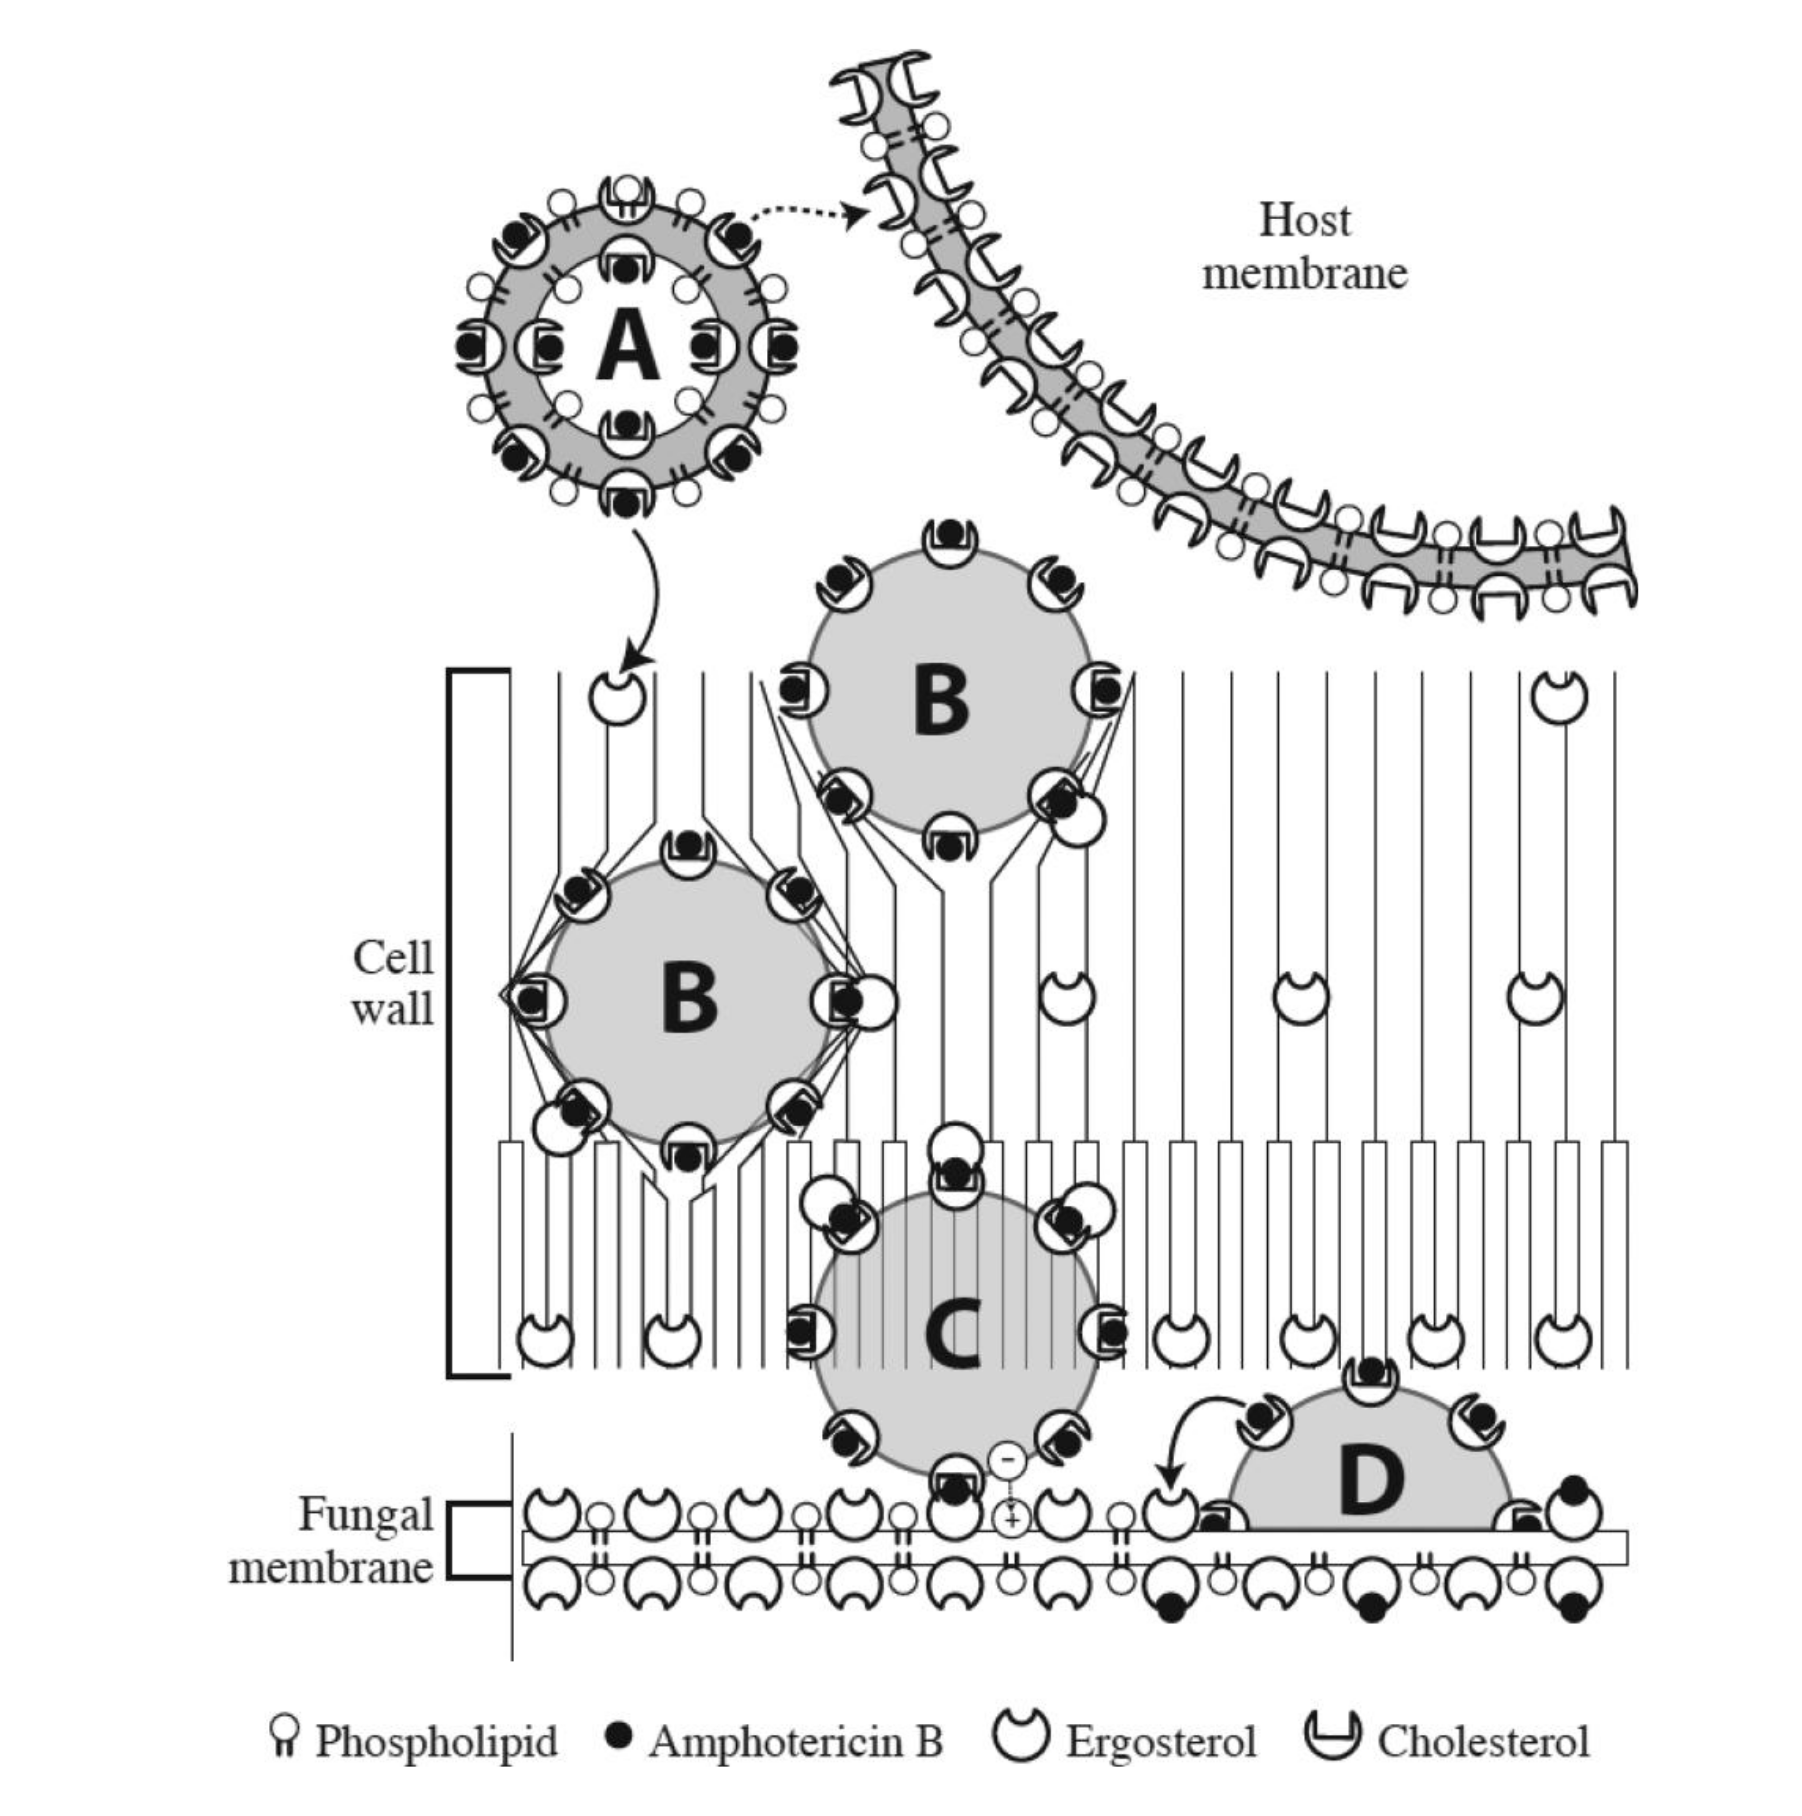 Host
membrane
A
B
B
Cell
wall
C
D
−
+
Fungal
membrane
Phospholipid
Amphotericin B
Ergosterol
Cholesterol